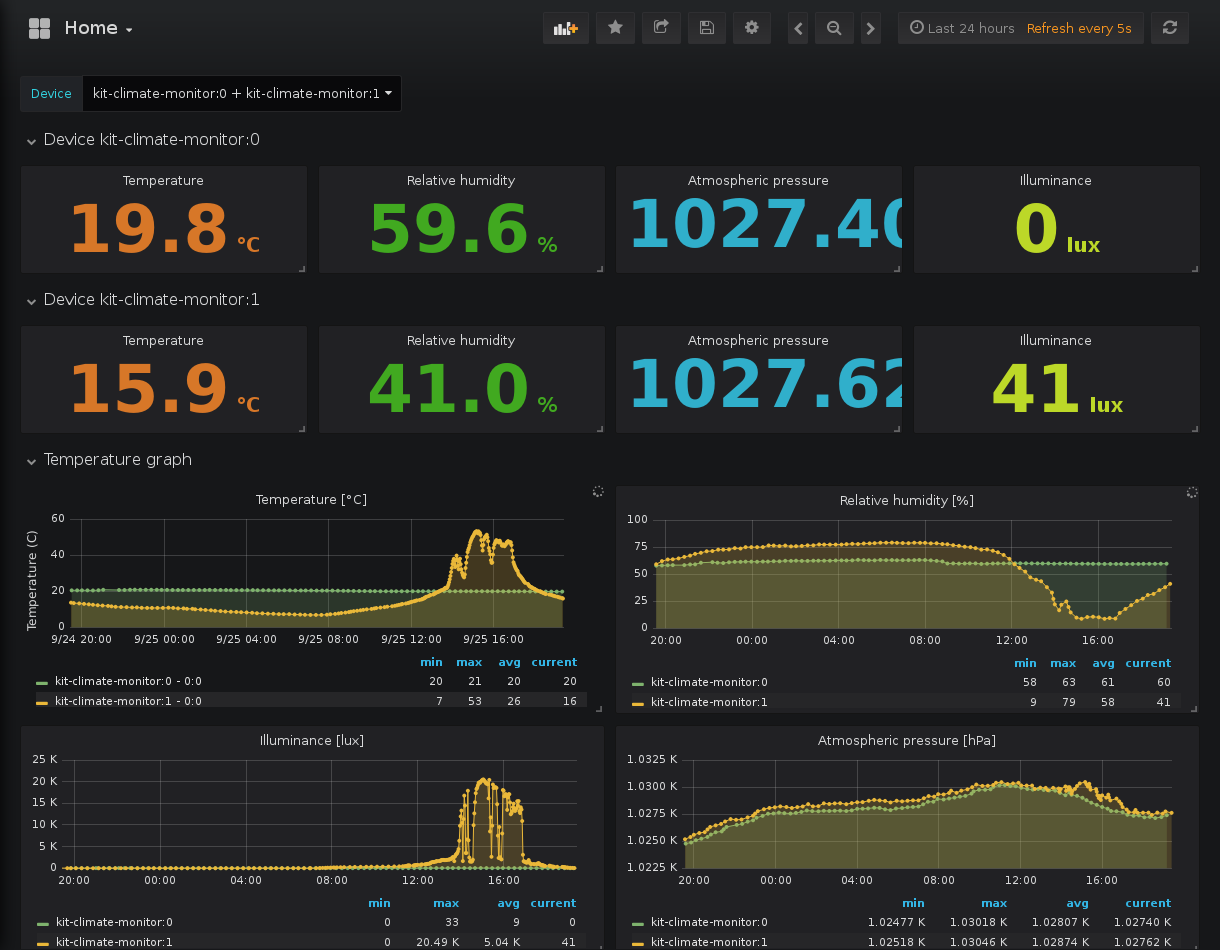 Home
Last 24 hours Refresh every 5s
Device kit-climate-monitor:0 + kit-climate-monitor:1
Device kit-climate-monitor:0
Temperature Relative humidity Atmospheric pressure Illuminance
19.8 °C 59.6 % 1027.40 0 lux
Device kit-climate-monitor:1
Temperature Relative humidity Atmospheric pressure Illuminance
15.9 °C 41.0 % 1027.62 41 lux
Temperature graph
Temperature [°C]
Temperature (C)
60
40
20
0
9/24 20:00 9/25 00:00 9/25 04:00 9/25 08:00 9/25 12:00 9/25 16:00
min max avg current
kit-climate-monitor:0 - 0:0 20 21 20 20
kit-climate-monitor:1 - 0:0 7 53 26 16
Relative humidity [%]
100
75
50
25
0
20:00 00:00 04:00 08:00 12:00 16:00
min max avg current
kit-climate-monitor:0 58 63 61 60
kit-climate-monitor:1 9 79 58 41
Illuminance [lux]
25 K
20 K
15 K
10 K
5 K
0
20:00 00:00 04:00 08:00 12:00 16:00
min max avg current
kit-climate-monitor:0 0 33 9 0
kit-climate-monitor:1 0 20.49 K 5.04 K 41
Atmospheric pressure [hPa]
1.0325 K
1.0300 K
1.0275 K
1.0250 K
1.0225 K
20:00 00:00 04:00 08:00 12:00 16:00
min max avg current
kit-climate-monitor:0 1.02477 K 1.03018 K 1.02807 K 1.02740 K
kit-climate-monitor:1 1.02518 K 1.03046 K 1.02874 K 1.02762 K